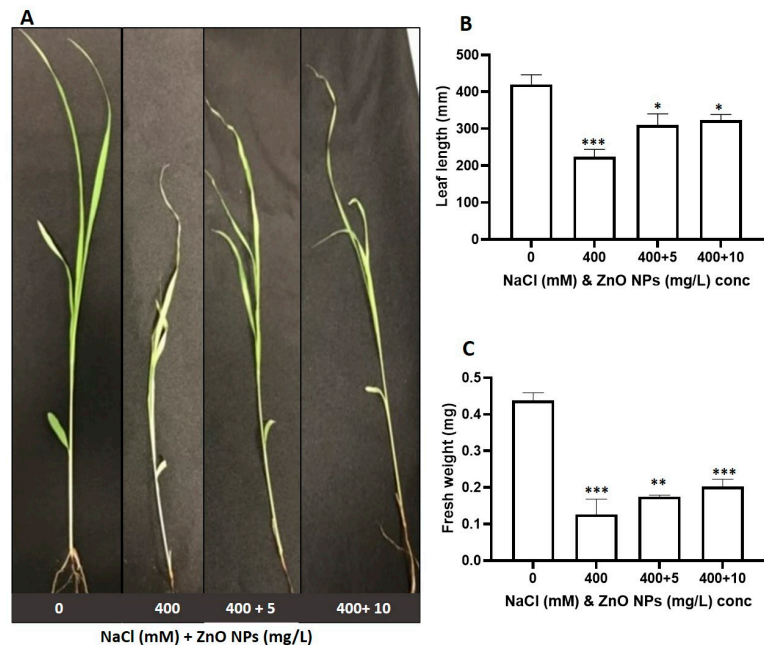 A
0 400 400 + 5 400+ 10
NaCl (mM) + ZnO NPs (mg/L)
B
Leaf length (mm)
500
400
300
200
100
0
***
*
*
0 400 400+5 400+10
NaCl (mM) & ZnO NPs (mg/L) conc
C
Fresh weight (mg)
0.5
0.4
0.3
0.2
0.1
0.0
***
**
***
0 400 400+5 400+10
NaCl (mM) & ZnO NPs (mg/L) conc